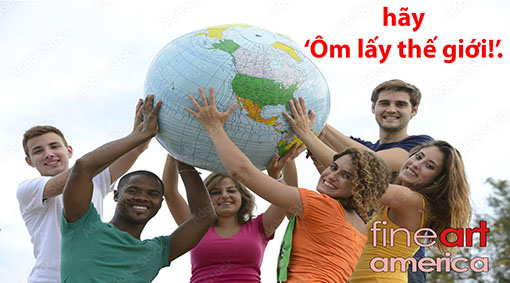 hãy
‘Ôm lấy thế giới!’.
fineart
america